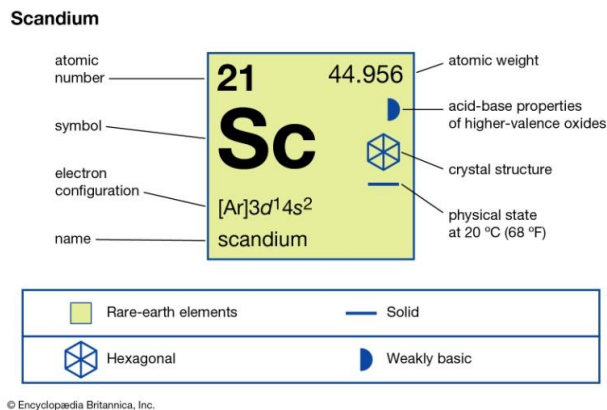 Scandium
atomic
number
21
44.956
atomic weight
symbol
Sc
acid-base properties
of higher-valence oxides
crystal structure
electron
configuration
[Ar]3d¹4s²
physical state
at 20 ºC (68 ºF)
name
scandium
Rare-earth elements
Solid
Hexagonal
Weakly basic
© Encyclopædia Britannica, Inc.